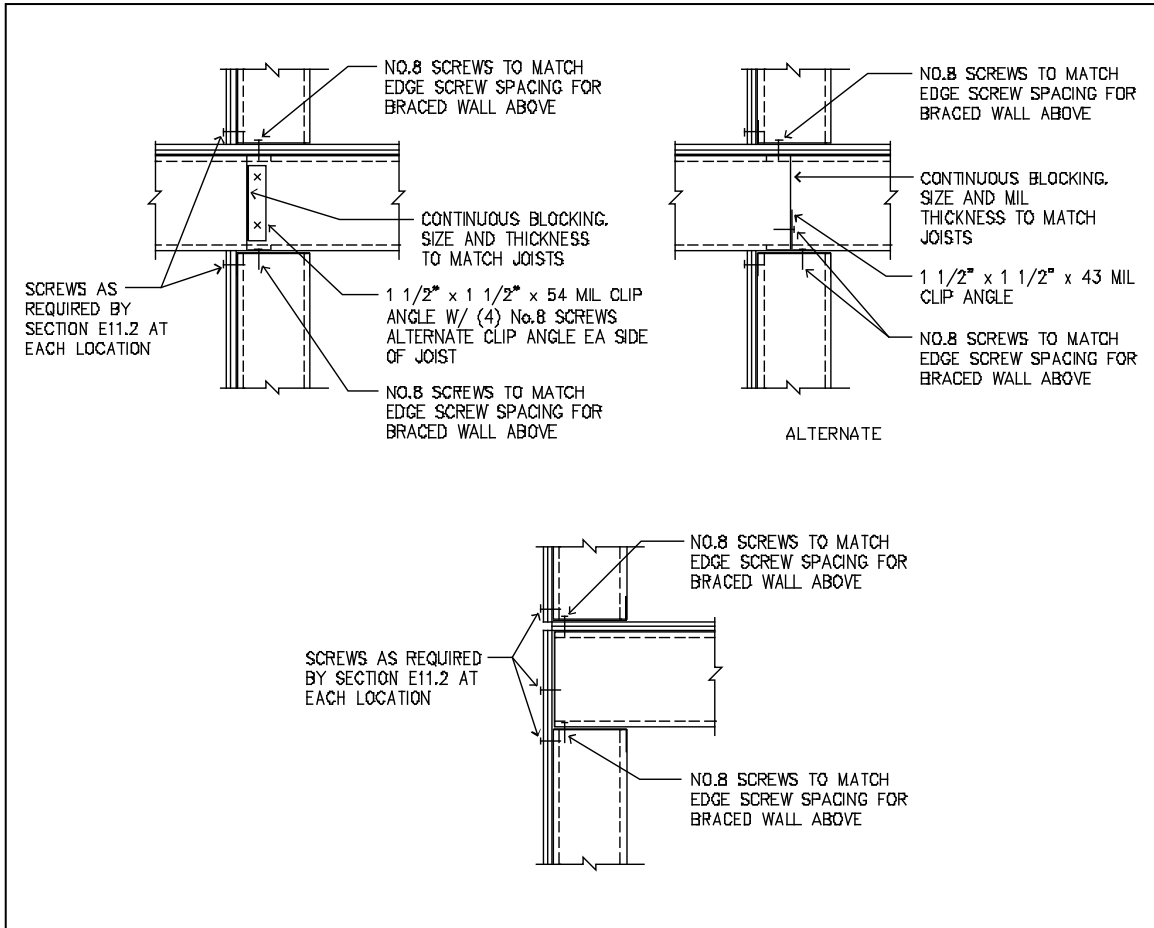 NO.8 SCREWS TO MATCH
EDGE SCREW SPACING FOR
BRACED WALL ABOVE
CONTINUOUS BLOCKING.
SIZE AND THICKNESS
TO MATCH JOISTS
1 1/2" x 1 1/2" x 54 MIL CLIP
ANGLE W/ (4) No.8 SCREWS
ALTERNATE CLIP ANGLE EA SIDE
OF JOIST
SCREWS AS
REQUIRED BY
SECTION E11.2 AT
EACH LOCATION
NO.8 SCREWS TO MATCH
EDGE SCREW SPACING FOR
BRACED WALL ABOVE
NO.8 SCREWS TO MATCH
EDGE SCREW SPACING FOR
BRACED WALL ABOVE
CONTINUOUS BLOCKING.
SIZE AND MIL
THICKNESS TO MATCH
JOISTS
1 1/2" x 1 1/2" x 43 MIL
CLIP ANGLE
NO.8 SCREWS TO MATCH
EDGE SCREW SPACING FOR
BRACED WALL ABOVE
ALTERNATE
NO.8 SCREWS TO MATCH
EDGE SCREW SPACING FOR
BRACED WALL ABOVE
SCREWS AS REQUIRED
BY SECTION E11.2 AT
EACH LOCATION
NO.8 SCREWS TO MATCH
EDGE SCREW SPACING FOR
BRACED WALL ABOVE